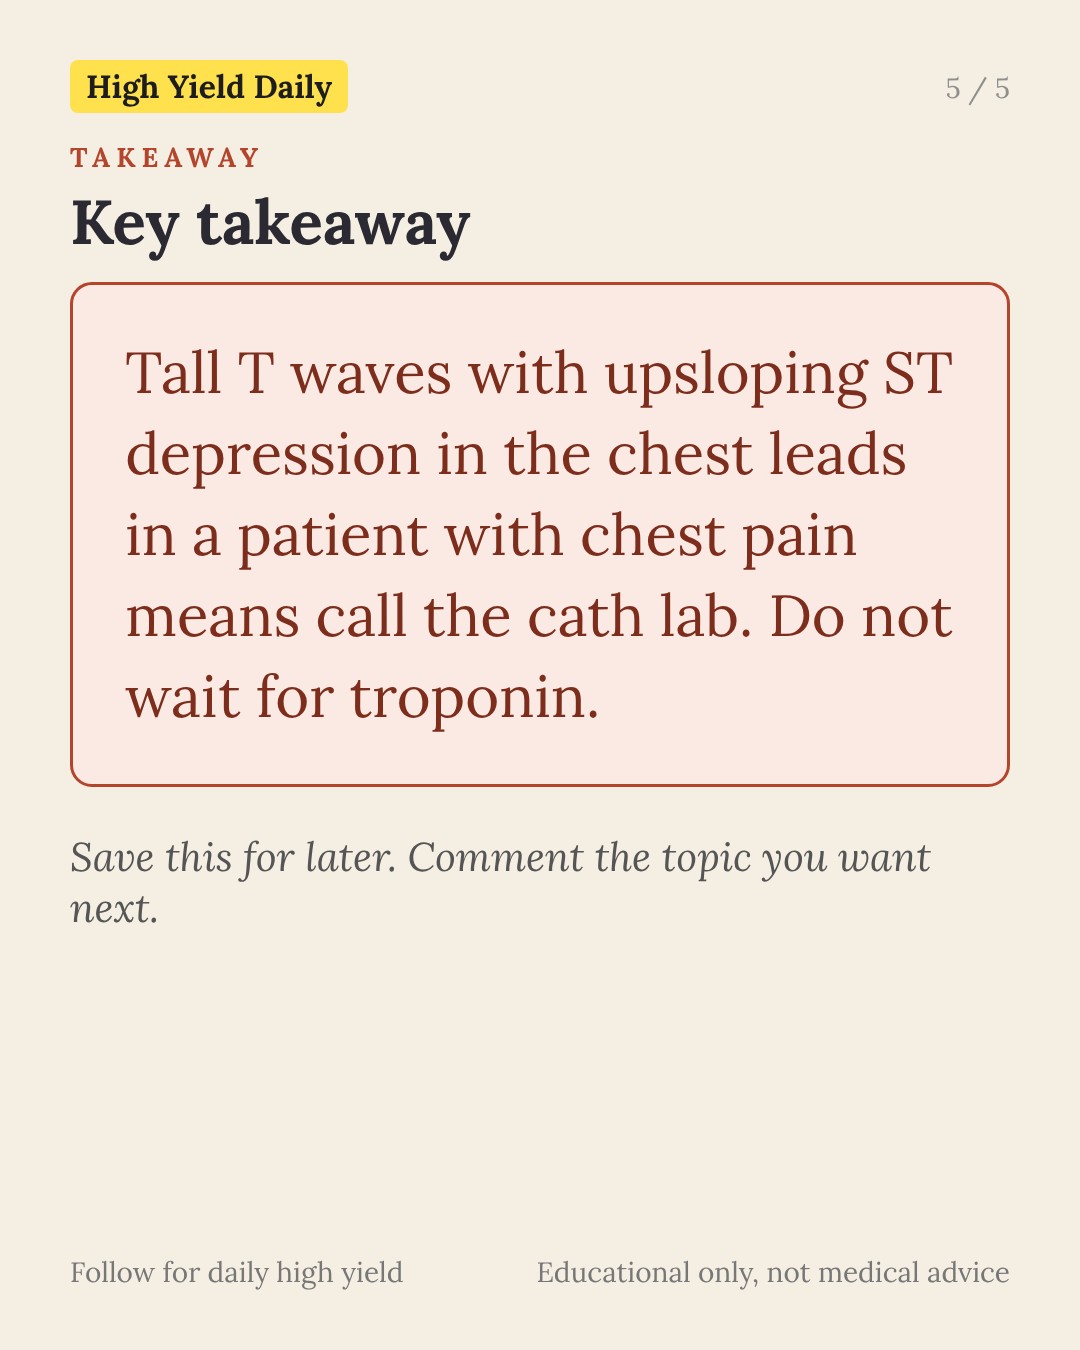 High Yield Daily
5 / 5
TAKEAWAY
Key takeaway
Tall T waves with upsloping ST
depression in the chest leads
in a patient with chest pain
means call the cath lab. Do not
wait for troponin.
Save this for later. Comment the topic you want
next.
Follow for daily high yield
Educational only, not medical advice